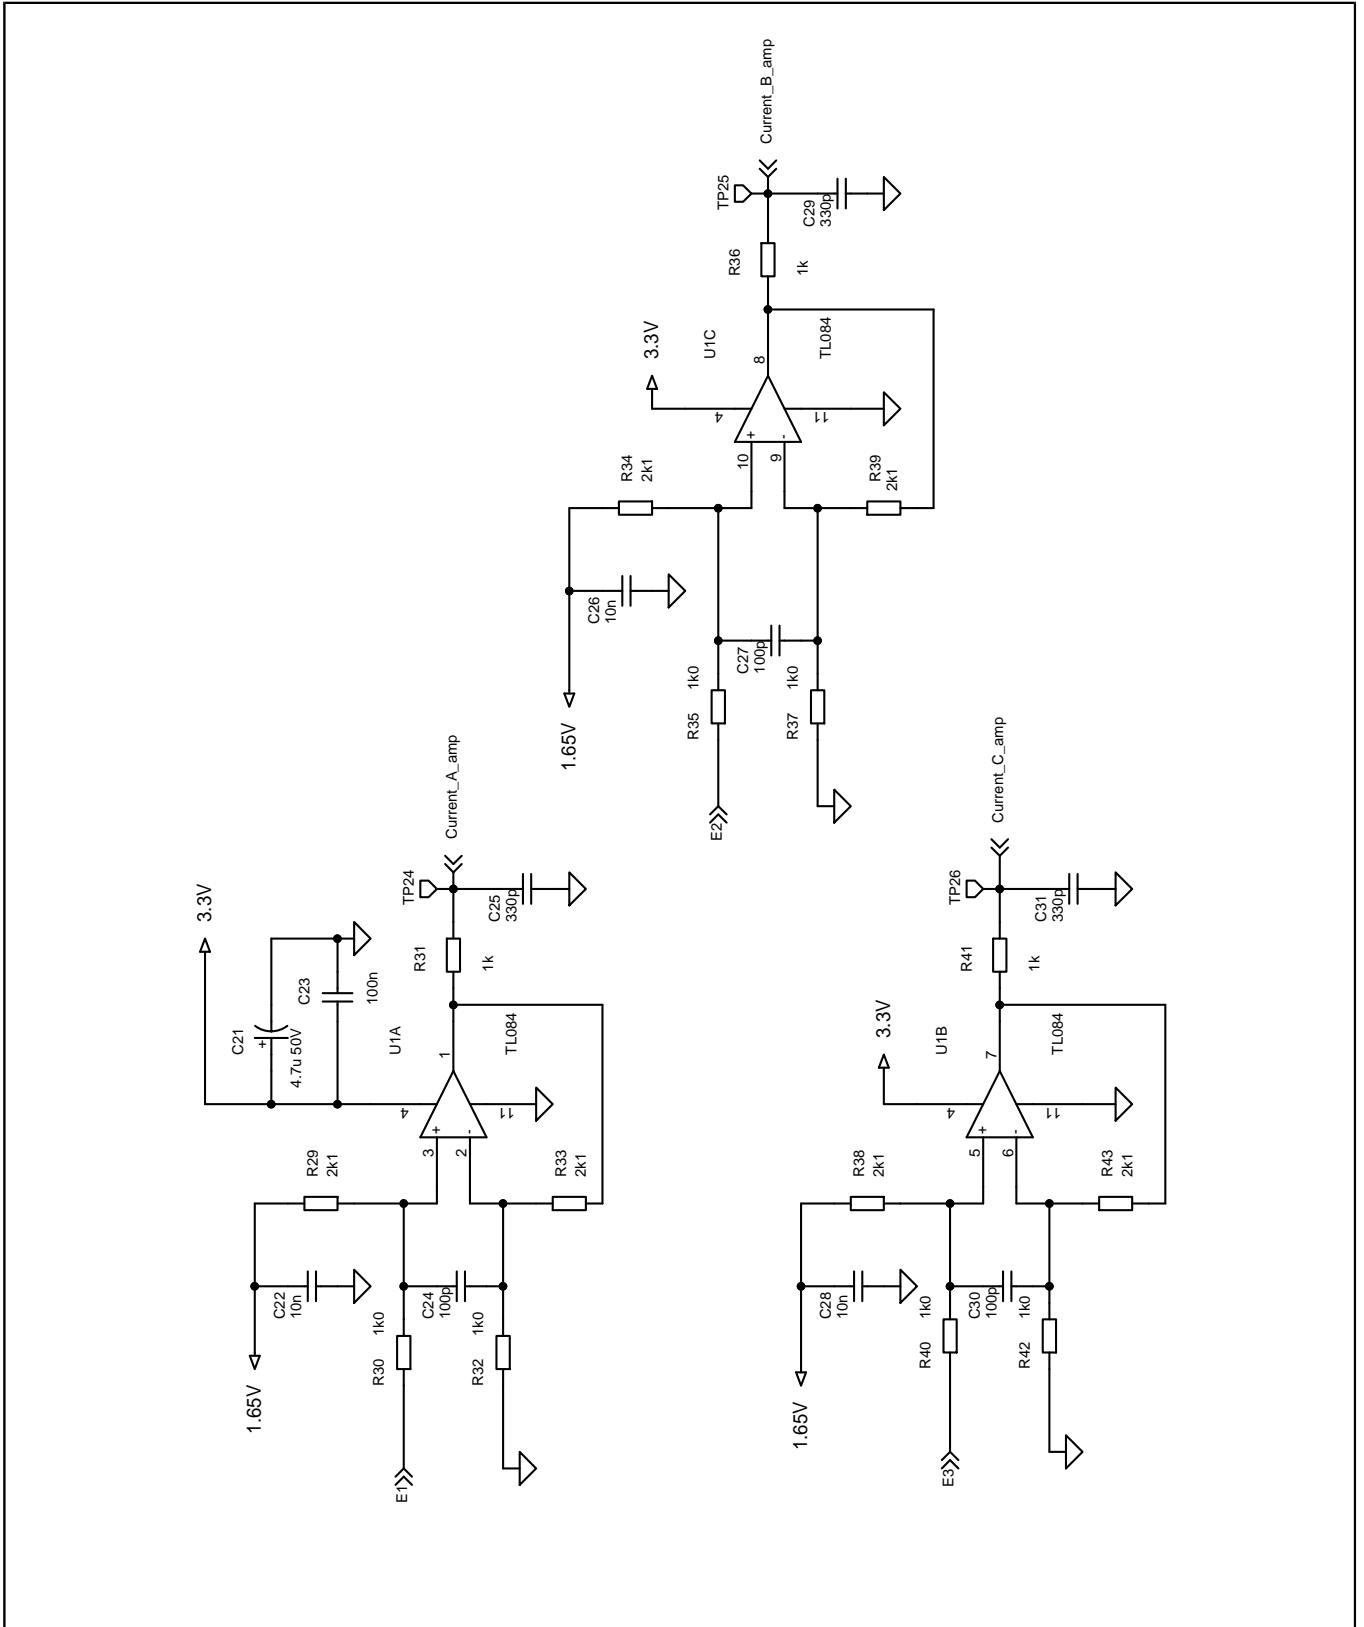 Current_B_amp
TP25
C29
330p
R36
1k
3.3V
U1C
8
TL084
4
11
+
-
10
9
R34
2k1
R39
2k1
C26
10n
C27
100p
1k0
1k0
R35
R37
1.65V
E2
Current_A_amp
TP24
C25
330p
3.3V
R31
1k
C23
100n
C21
+
4.7u 50V
U1A
1
TL084
4
11
+
-
3
2
R29
2k1
R33
2k1
C22
10n
C24
100p
1k0
1k0
R30
R32
1.65V
E1
Current_C_amp
TP26
C31
330p
R41
1k
3.3V
U1B
7
TL084
4
11
+
-
5
6
R38
2k1
R43
2k1
C28
10n
C30
100p
1k0
1k0
R40
R42
1.65V
E3